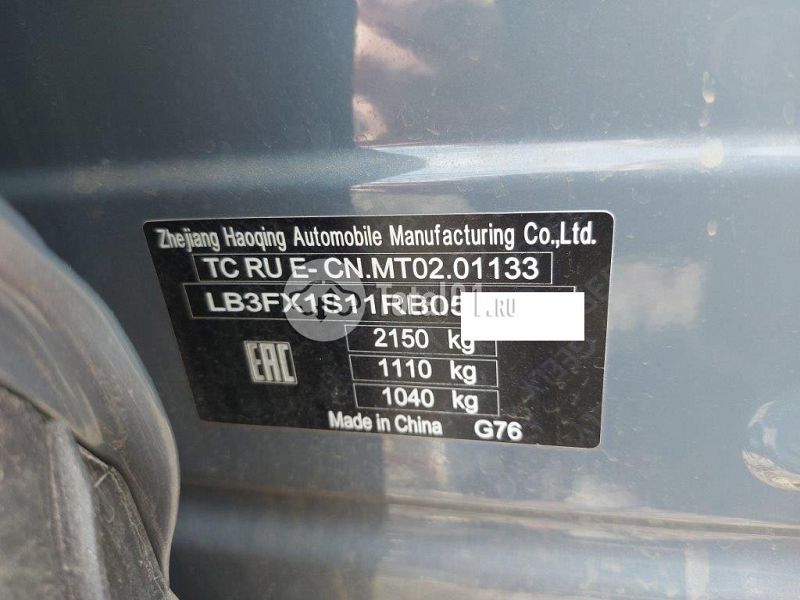 Zhejiang Haoqing Automobile Manufacturing Co.,Ltd.
TC RU E- CN.MT02.01133
LB3FX1S11RB05
2150 kg
1110 kg
EAC
1040 kg
Made in China G76